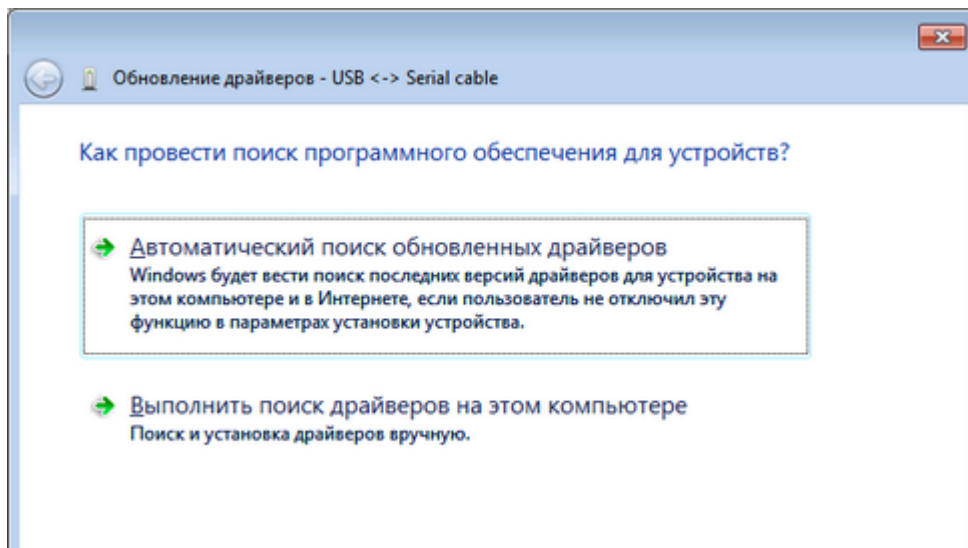 Обновление драйверов - USB <-> Serial cable
Как провести поиск программного обеспечения для устройств?
Автоматический поиск обновленных драйверов
Windows будет вести поиск последних версий драйверов для устройства на
этом компьютере и в Интернете, если пользователь не отключил эту
функцию в параметрах установки устройства.
Выполнить поиск драйверов на этом компьютере
Поиск и установка драйверов вручную.